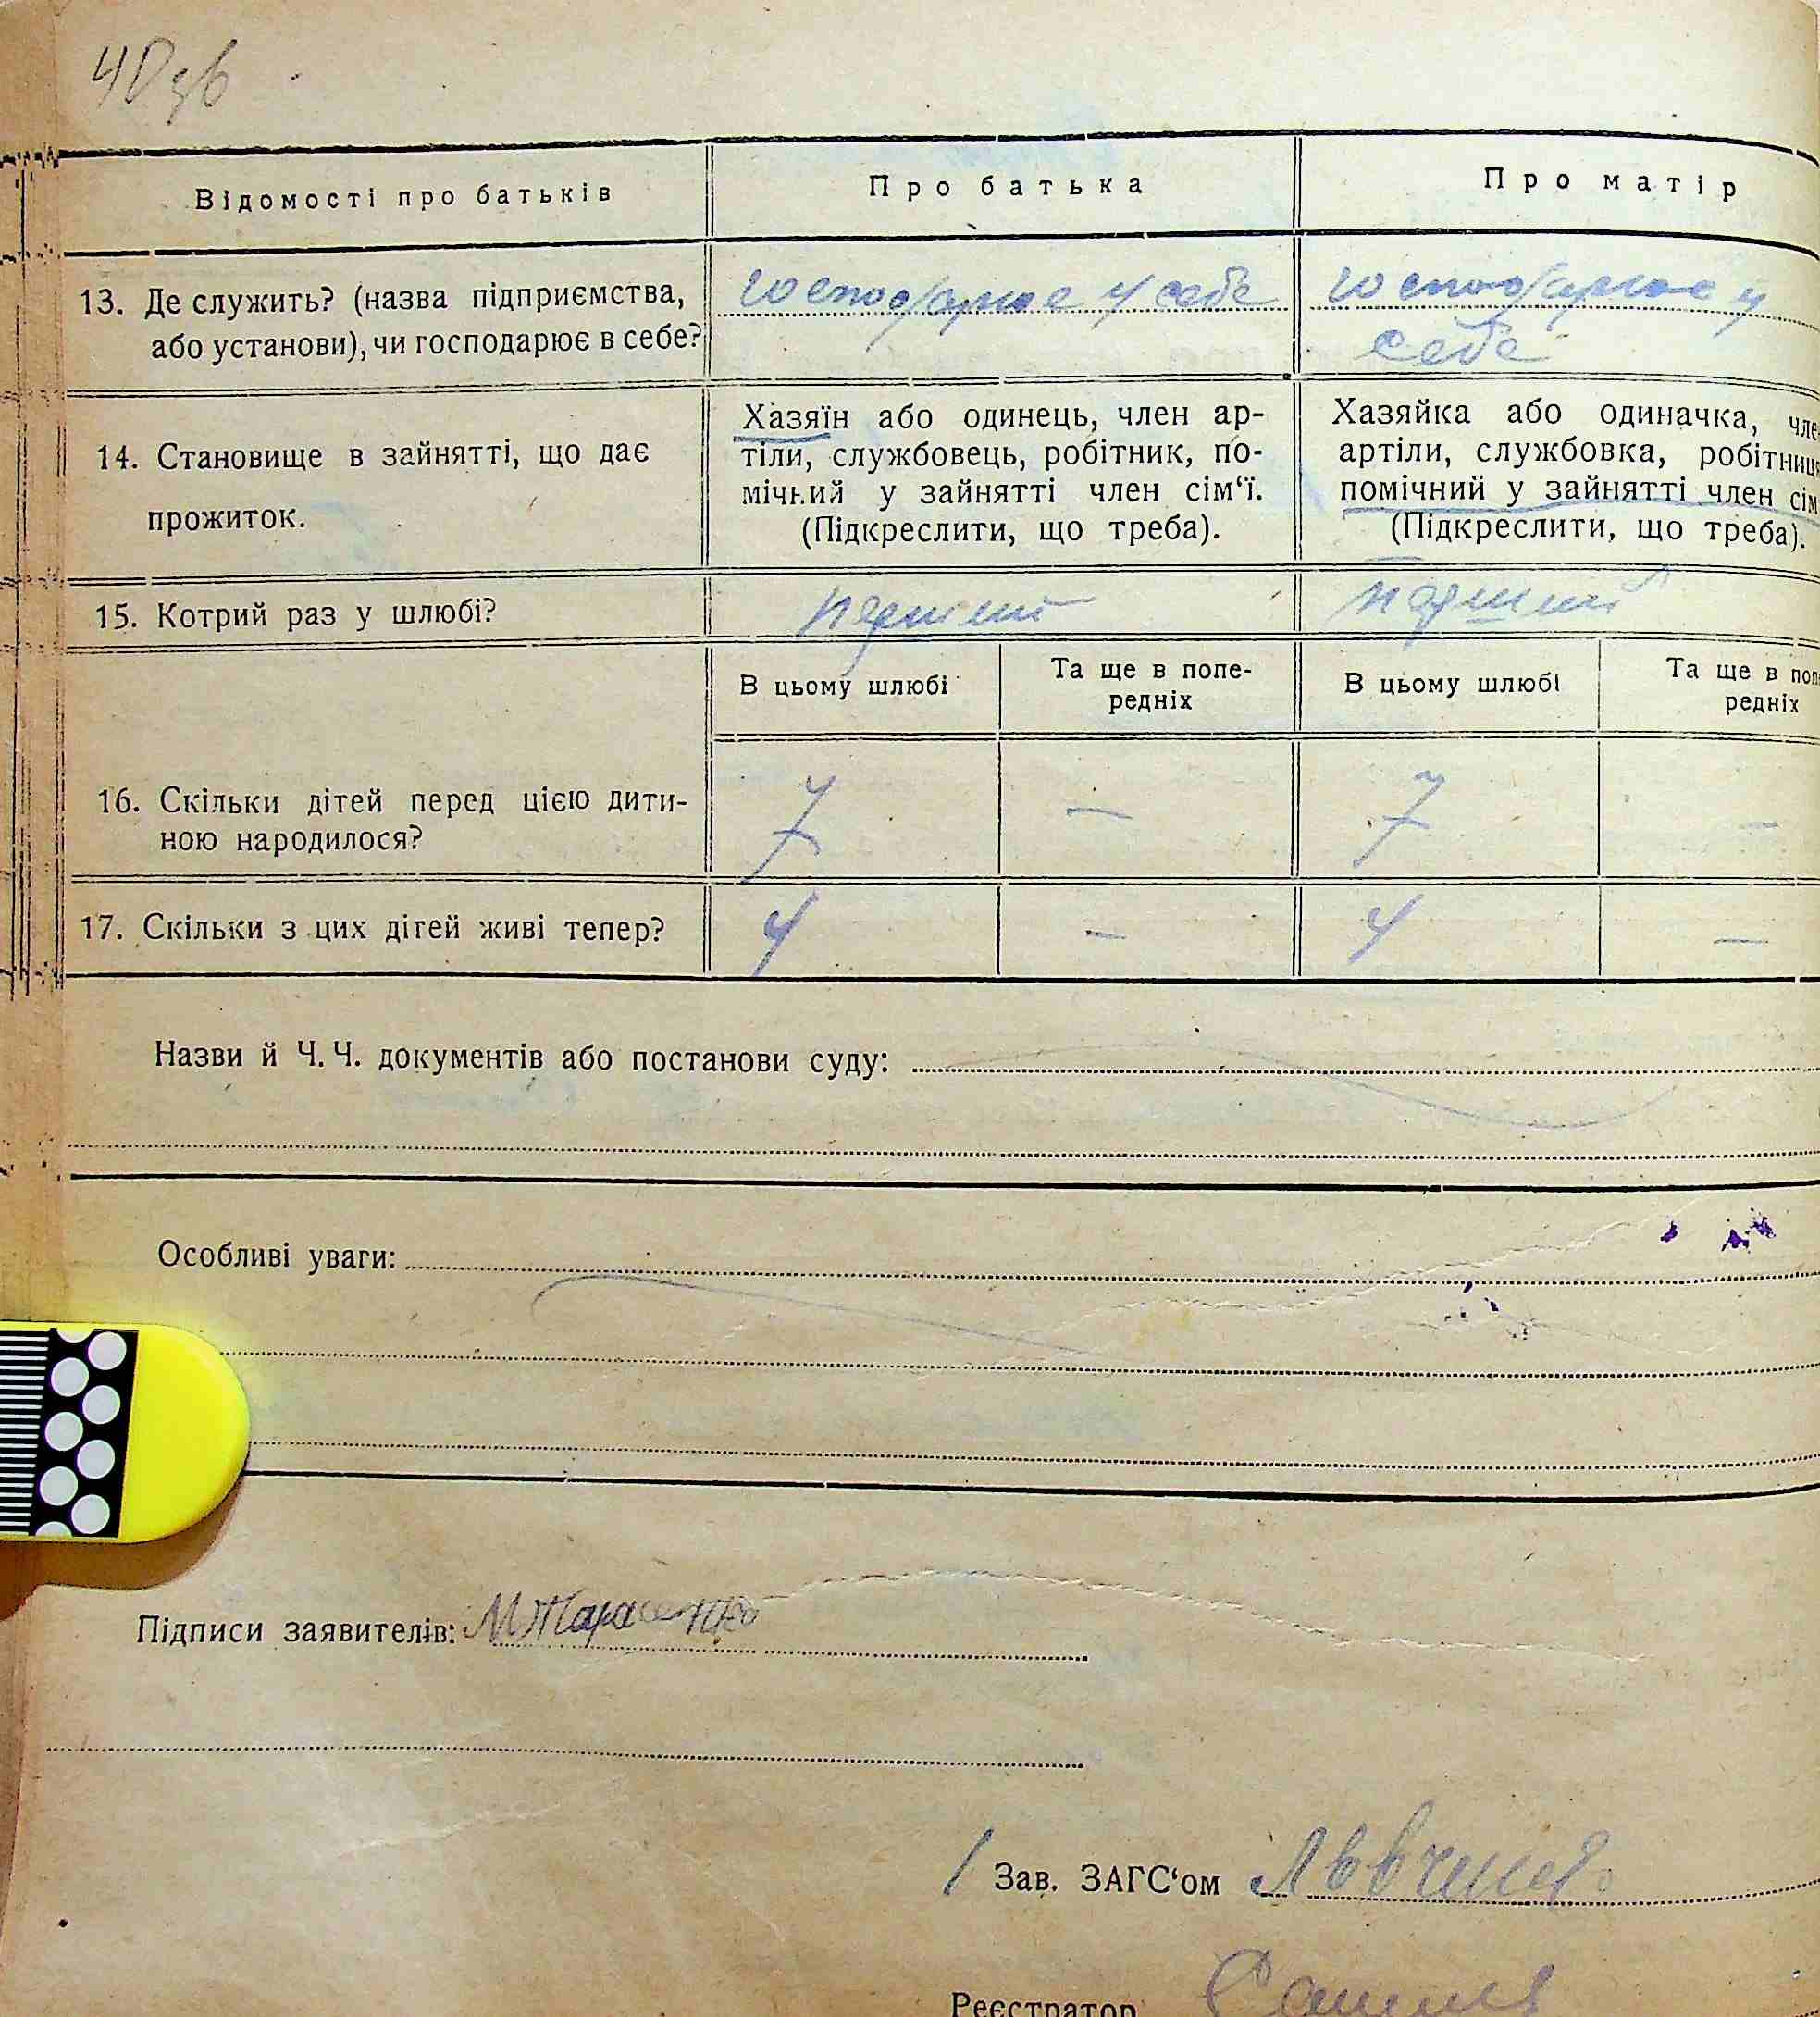 40зв
Відомості про батьків
Про батька
Про матір
13. Де служить? (назва підприємства,
або установи), чи господарює в себе?
господарює у себе
господарює у
себе
14. Становище в зайнятті, що дає
прожиток.
Хазяїн або одинець, член ар-
тіли, службовець, робітник, по-
мічний у зайнятті член сім‘ї.
(Підкреслити, що треба).
Хазяйка або одиначка, чле
артіли, службовка, робітниця
помічний у зайнятті член сім
(Підкреслити, що треба).
15. Котрий раз у шлюбі?
перший
перший
В цьому шлюбі
Та ще в попе-
редніх
В цьому шлюбі
Та ще в попе
редніх
16. Скільки дітей перед цією дити-
ною народилося?
7
—
7
—
17. Скільки з цих дітей живі тепер?
4
—
4
—
Назви й Ч. Ч. документів або постанови суду:
Особливі уваги:
Підписи заявителів: М Тарасенко
Зав. ЗАГС‘ом
Реєстратор